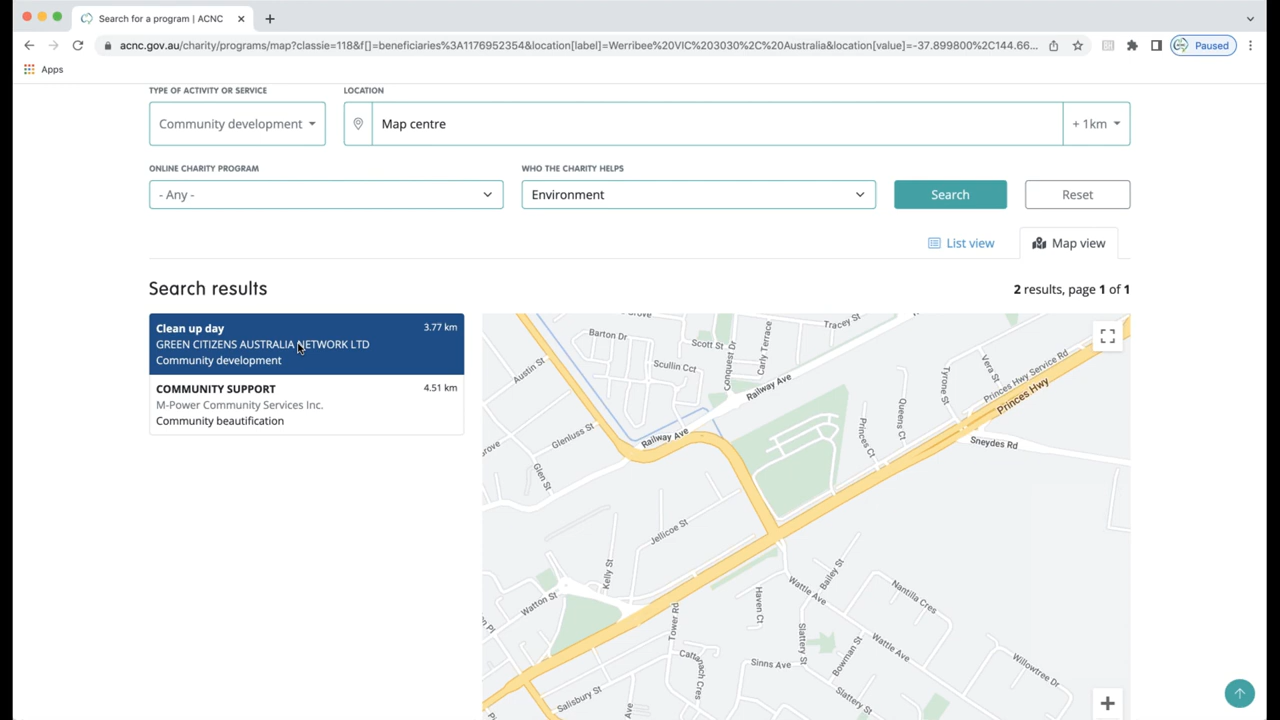 Search for a program | ACNC
acnc.gov.au/charity/programs/map?classie=118&f[]=beneficiaries%3A1176952354&location[label]=Werribee%20VIC%203030%2C%20Australia&location[value]=-37.899800%2C144.66...
Paused
Apps
TYPE OF ACTIVITY OR SERVICE
LOCATION
Community development
Map centre
+ 1km
ONLINE CHARITY PROGRAM
WHO THE CHARITY HELPS
- Any -
Environment
Search
Reset
List view
Map view
Search results
2 results, page 1 of 1
Clean up day
3.77 km
GREEN CITIZENS AUSTRALIA NETWORK LTD
Community development
COMMUNITY SUPPORT
4.51 km
M-Power Community Services Inc.
Community beautification
Barton Dr
Tracey St
Scott St
Conquest Dr
Carly Terrace
Scullin Cct
Austin St
Railway Ave
Vera St
Tyrone St
Princes Hwy Service Rd
Princes Hwy
Queens Ct
Princes Ct
Glenluss St
Railway Ave
Sneydes Rd
Glen St
Jellicoe St
Kelly St
Bailey St
Wattle Ave
Nantilla Cres
Watton St
Haven Ct
Tower Rd
Slattery St
Wattle Ave
Bowman St
Cattanach Cres
Sinns Ave
Willowtree Dr
Salisbury St
Slattery St